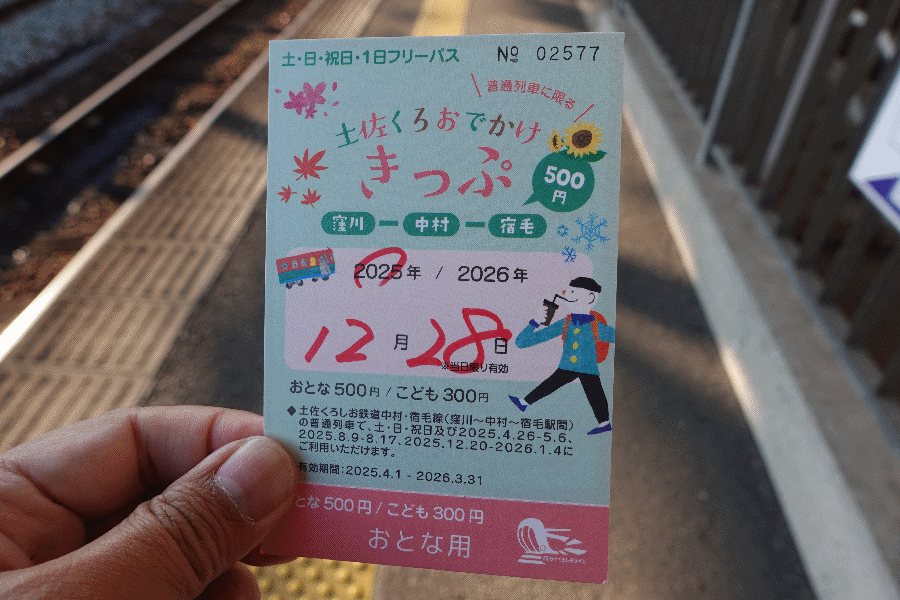 土・日・祝日・1日フリーパス
No 02577
普通列車に限る
土佐くろおでかけ
きっぷ
500
円
窪川ー中村ー宿毛
2025年 / 2026年
12月28日
※当日限り有効
おとな500円 / こども300円
◆土佐くろしお鉄道中村・宿毛線(窪川〜中村〜宿毛駅間)
の普通列車で、土・日・祝日及び2025.4.26-5.6、
2025.8.9-8.17、2025.12.20-2026.1.4に
ご利用いただけます。
有効期間:2025.4.1 - 2026.3.31
とな500円 / こども300円
おとな用